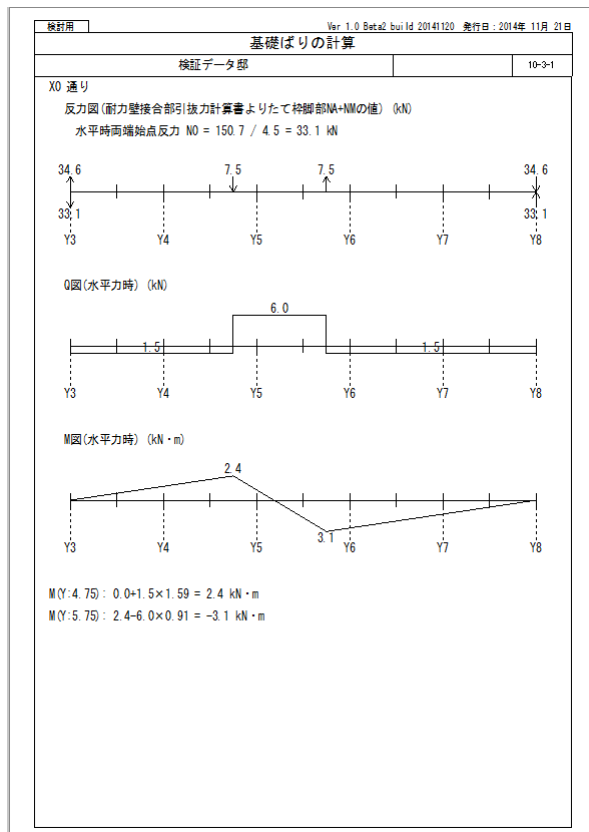 検討用
Ver 1.0 Beta2 build 20141120 発行日：2014年 11月 21日
基礎ばりの計算
検証データ邸 10-3-1
X0 通り
反力図(耐力壁接合部引抜力計算書よりたて枠脚部NA+NMの値) (kN)
水平時両端始点反力 N0 = 150.7 / 4.5 = 33.1 kN
34.6 7.5 7.5 34.6
33.1 33.1
Y3 Y4 Y5 Y6 Y7 Y8
Q図(水平力時) (kN)
6.0
1.5 1.5
Y3 Y4 Y5 Y6 Y7 Y8
M図(水平力時) (kN・m)
2.4
3.1
Y3 Y4 Y5 Y6 Y7 Y8
M(Y:4.75): 0.0+1.5×1.59 = 2.4 kN・m
M(Y:5.75): 2.4-6.0×0.91 = -3.1 kN・m